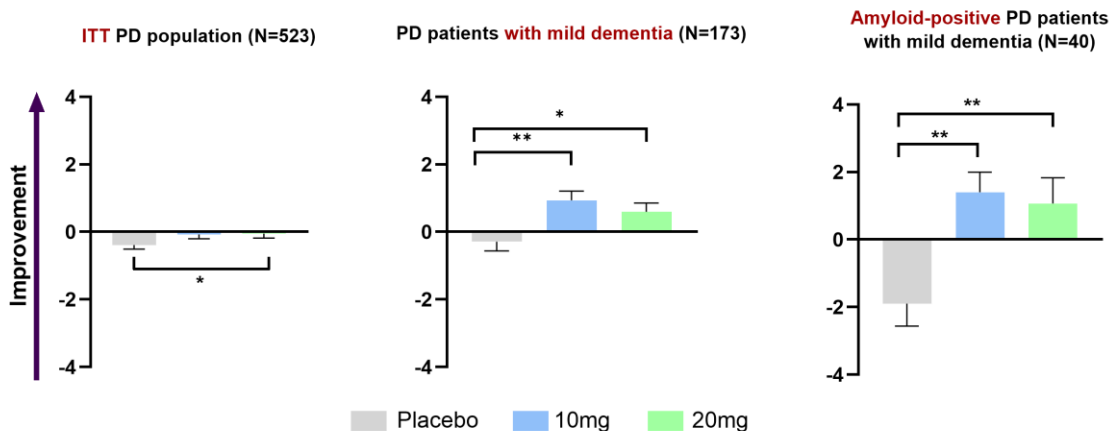 ITT PD population (N=523)
PD patients with mild dementia (N=173)
Amyloid-positive PD patients
with mild dementia (N=40)
Improvement
4
2
0
-2
-4
*
4
2
0
-2
-4
*
**
4
2
0
-2
-4
**
**
Placebo
10mg
20mg